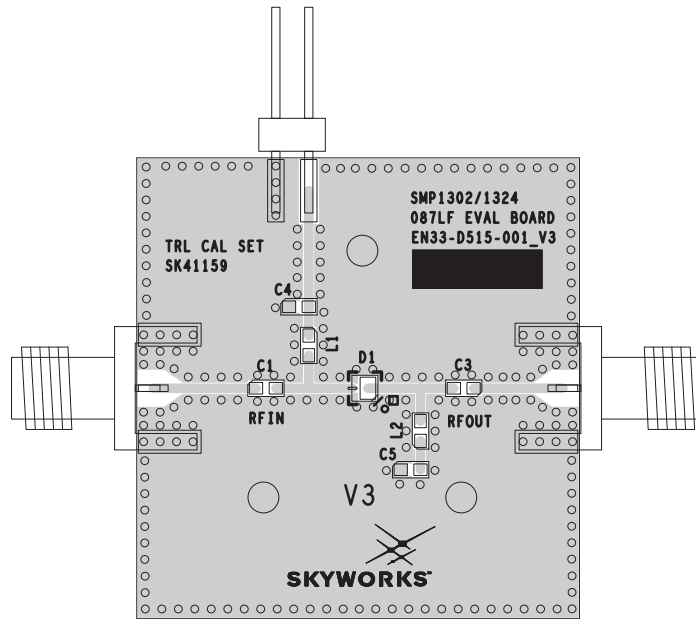 SMP1302/1324
087LF EVAL BOARD
EN33-D515-001_V3
TRL CAL SET
SK41159
C4
L1
C1
D1
C3
RFIN
L2
RFOUT
C5
V3
SKYWORKS